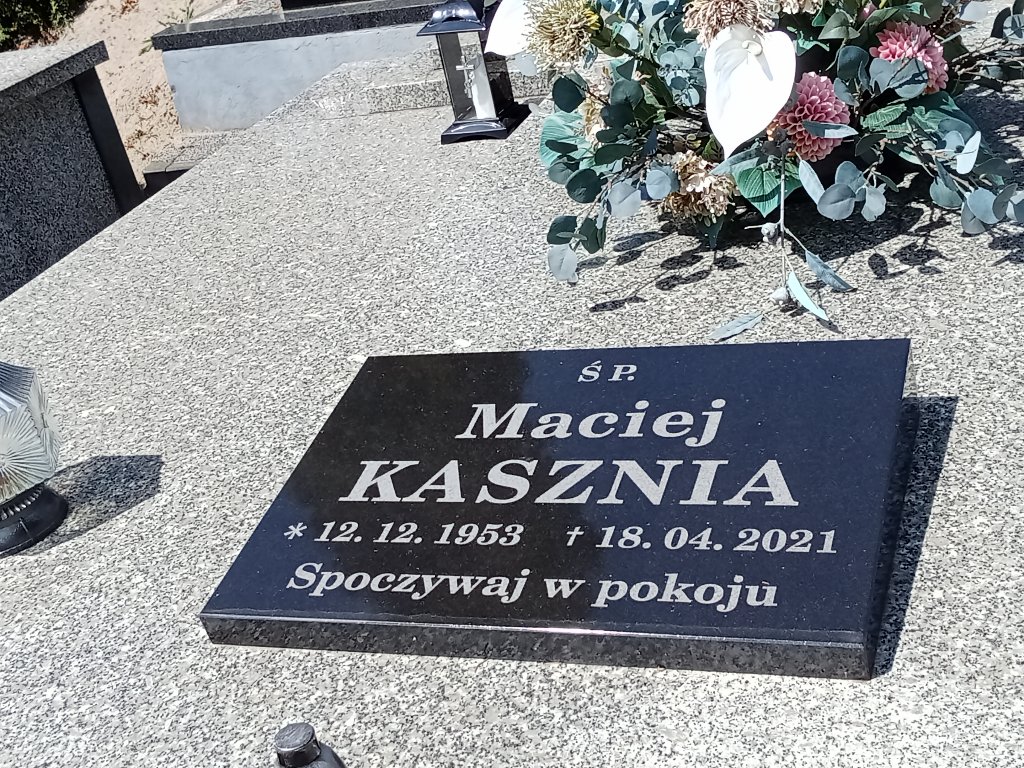 Ś P.
Maciej
KASZNIA
* 12. 12. 1953 † 18. 04. 2021
Spoczywaj w pokoju